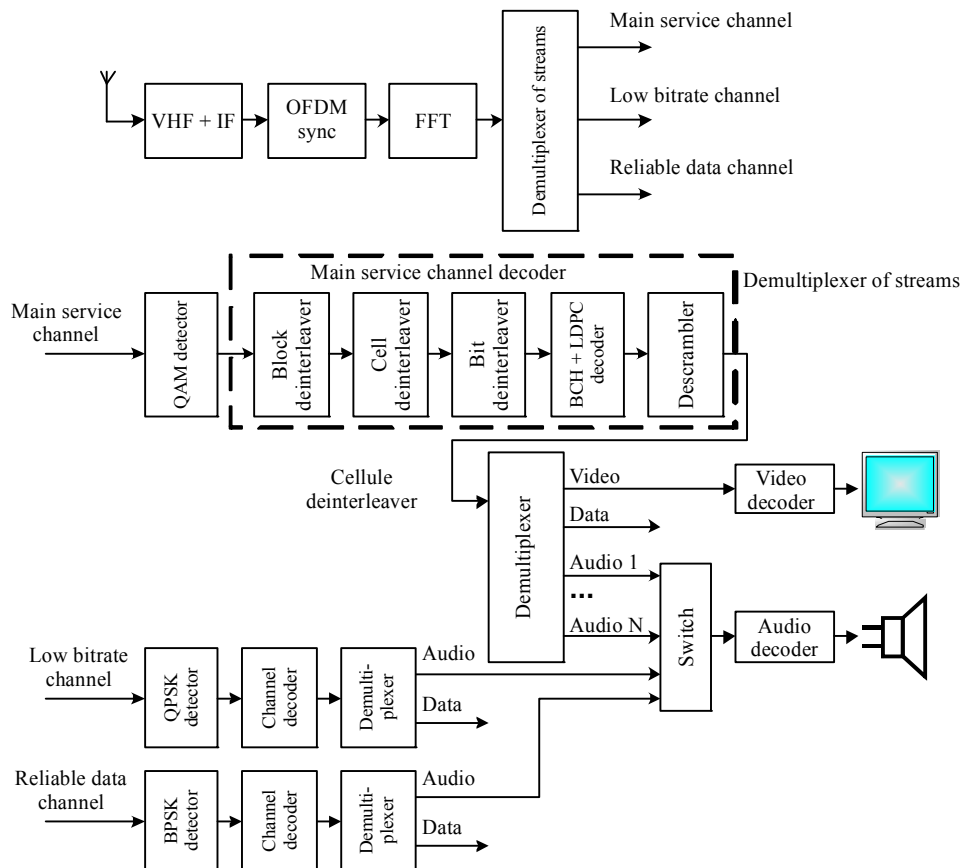 Main service channel
VHF + IF
OFDM
sync
FFT
Demultiplexer of streams
Low bitrate channel
Reliable data channel
Main service channel decoder
Demultiplexer of streams
Main service
channel
QAM detector
Block
deinterleaver
Cell
deinterleaver
Bit
deinterleaver
BCH + LDPC
decoder
Descrambler
Cellule
deinterleaver
Demultiplexer
Video
Data
Audio 1
...
Audio N
Video
decoder
Switch
Audio
decoder
Low bitrate
channel
QPSK
detector
Channel
decoder
Demulti-
plexer
Audio
Data
Reliable data
channel
BPSK
detector
Channel
decoder
Demulti-
plexer
Audio
Data